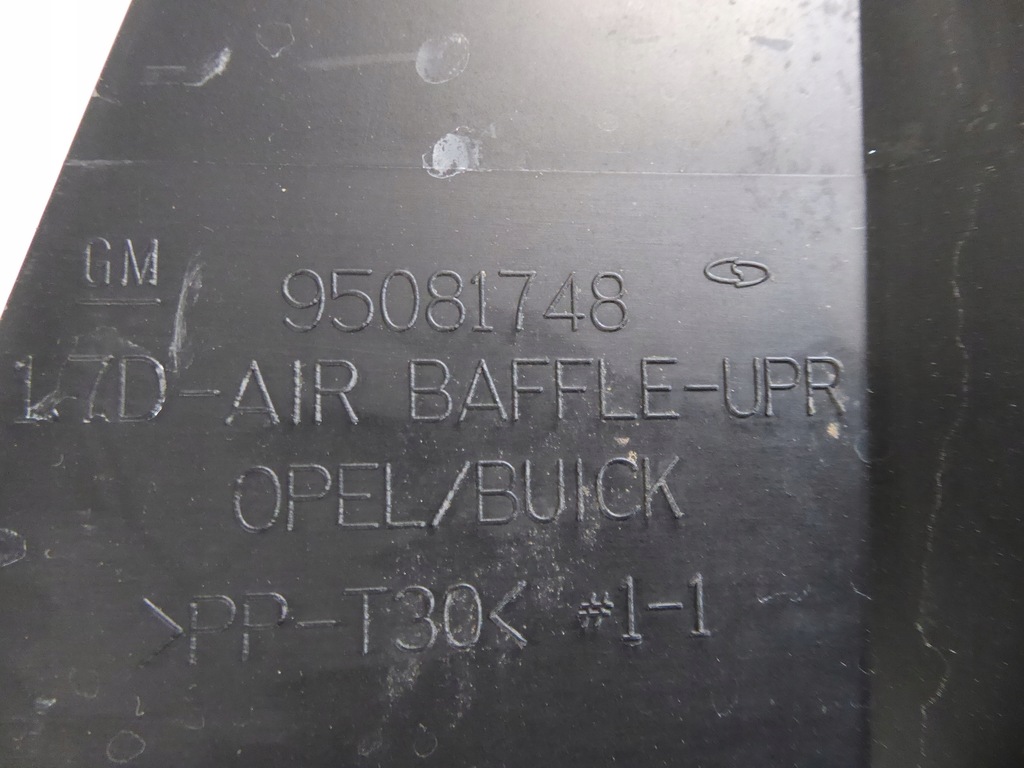 GM 95081748
1.7D-AIR BAFFLE-UPR
OPEL/BUICK
>PP-T30< #1-1